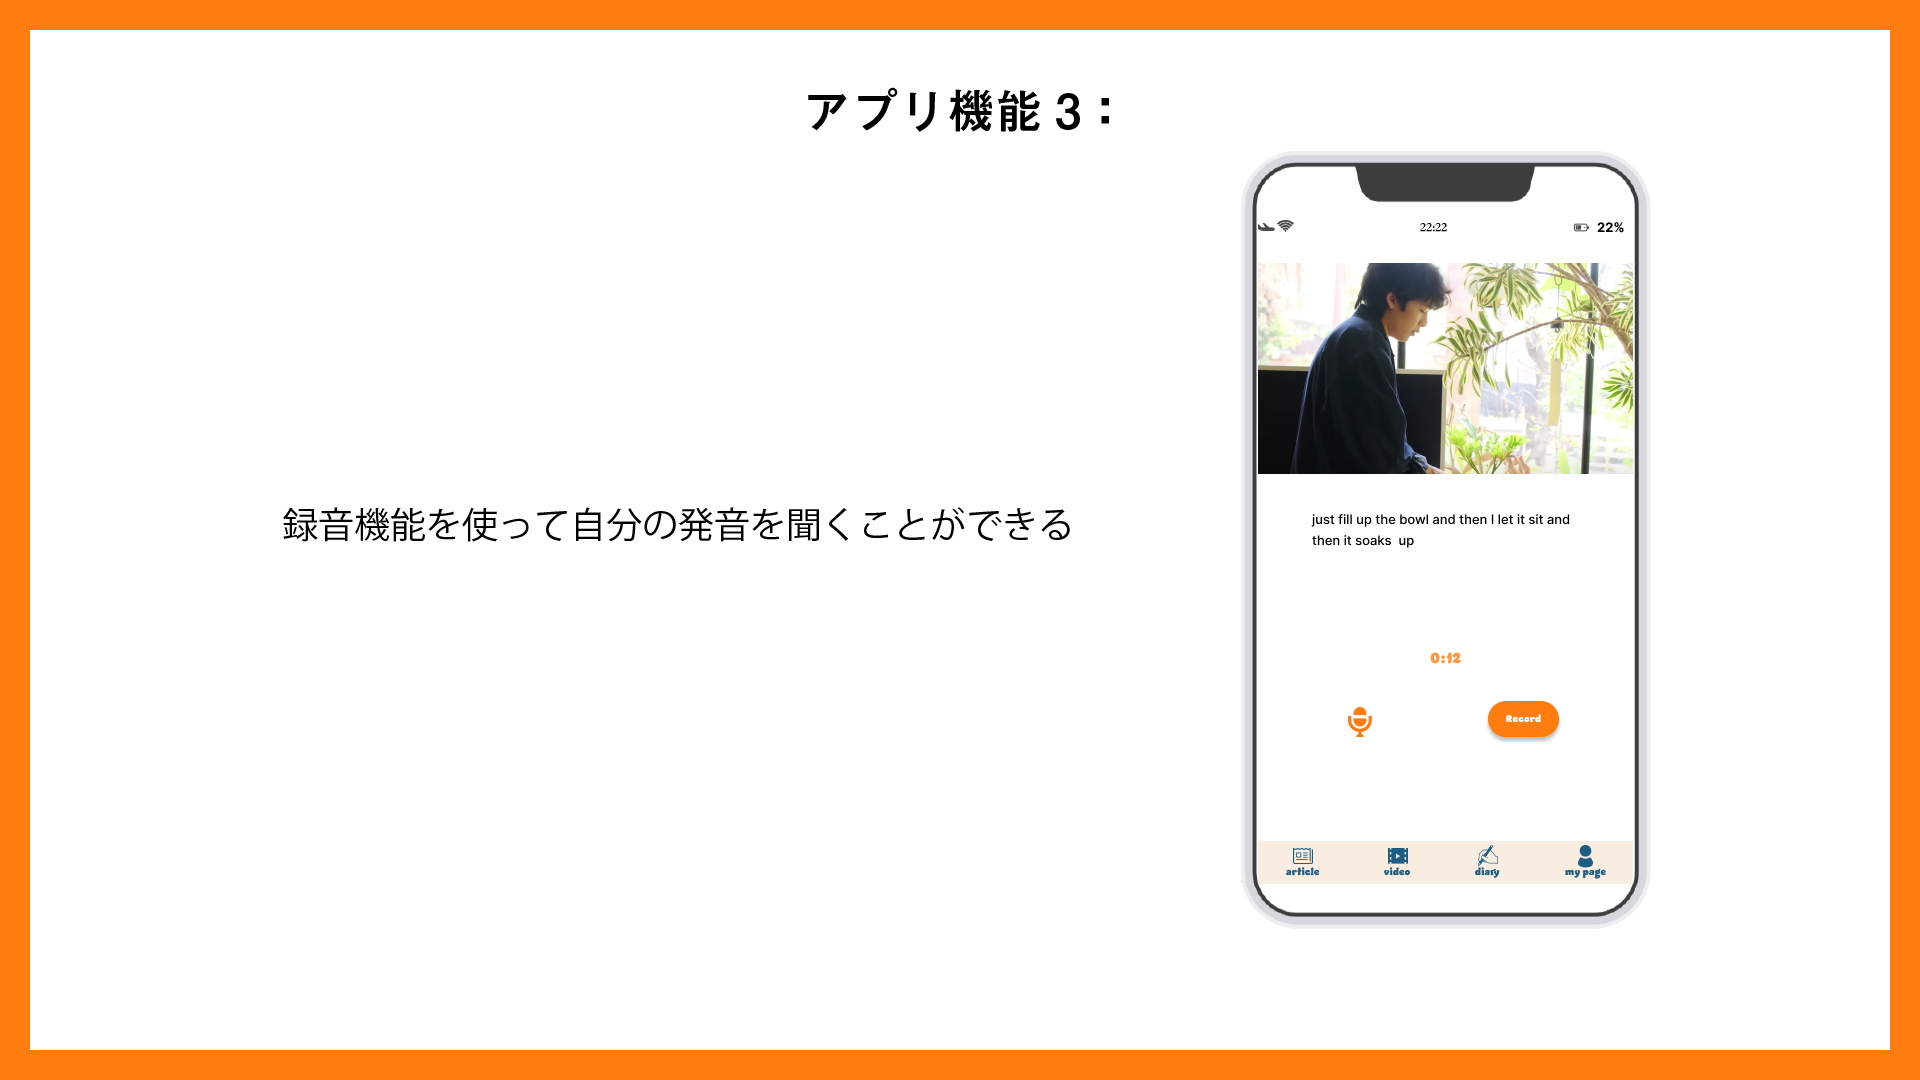 アプリ機能 3：
録音機能を使って自分の発音を聞くことができる
22:22
22%
just fill up the bowl and then I let it sit and
then it soaks  up
0:12
Record
article
video
diary
my page